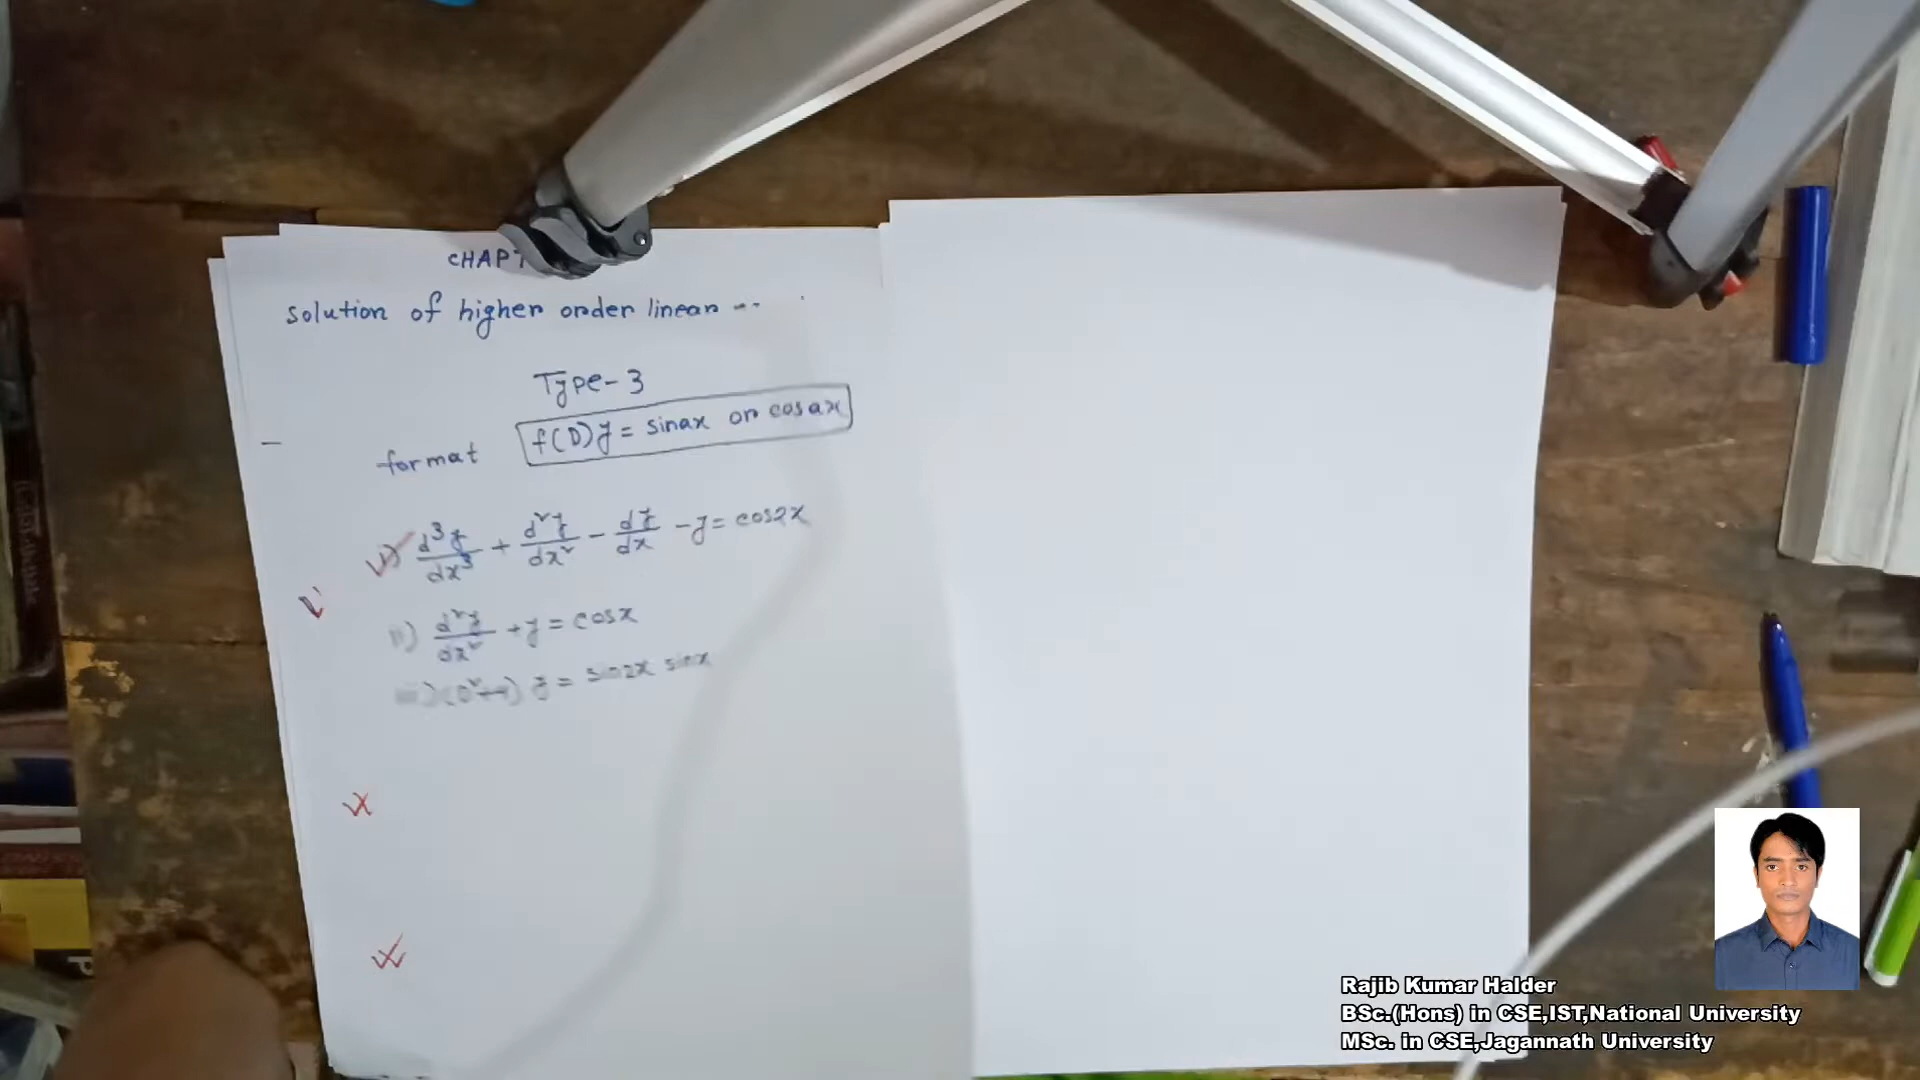 CHAPT
solution of higher order linear ...
Type-3
format f(D)y = sinax or cosax
i) d³y/dx³ + d²y/dx² - dy/dx - y = cos2x
ii) d²y/dx² + y = cosx
iii) (D²+4) y = sin2x sinx
Rajib Kumar Halder
BSc.(Hons) in CSE,IST,National University
MSc. in CSE,Jagannath University